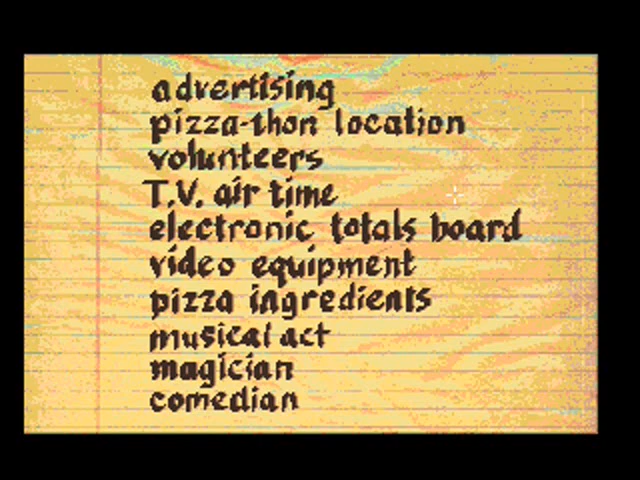 advertising
pizza-thon location
volunteers
T.V. air time
electronic totals board
video equipment
pizza ingredients
musical act
magician
comedian